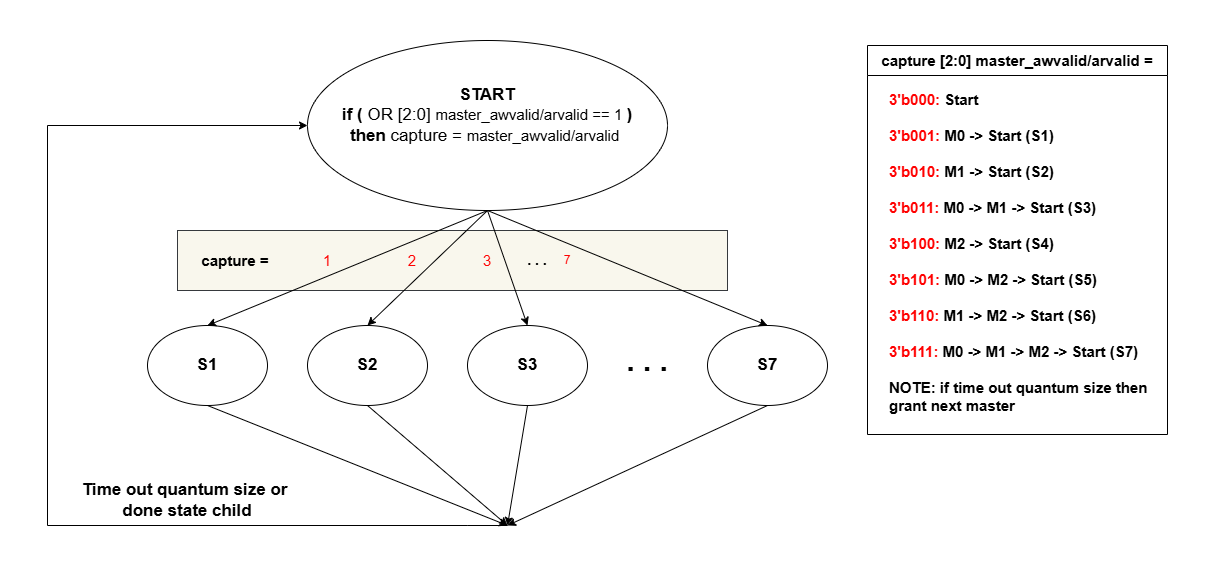 START
if ( OR [2:0] master_awvalid/arvalid == 1 )
then capture = master_awvalid/arvalid
capture = 1 2 3 . . . 7
S1 S2 S3 . . . S7
Time out quantum size or
done state child
capture [2:0] master_awvalid/arvalid =
3'b000: Start
3'b001: M0 -> Start (S1)
3'b010: M1 -> Start (S2)
3'b011: M0 -> M1 -> Start (S3)
3'b100: M2 -> Start (S4)
3'b101: M0 -> M2 -> Start (S5)
3'b110: M1 -> M2 -> Start (S6)
3'b111: M0 -> M1 -> M2 -> Start (S7)
NOTE: if time out quantum size then
grant next master